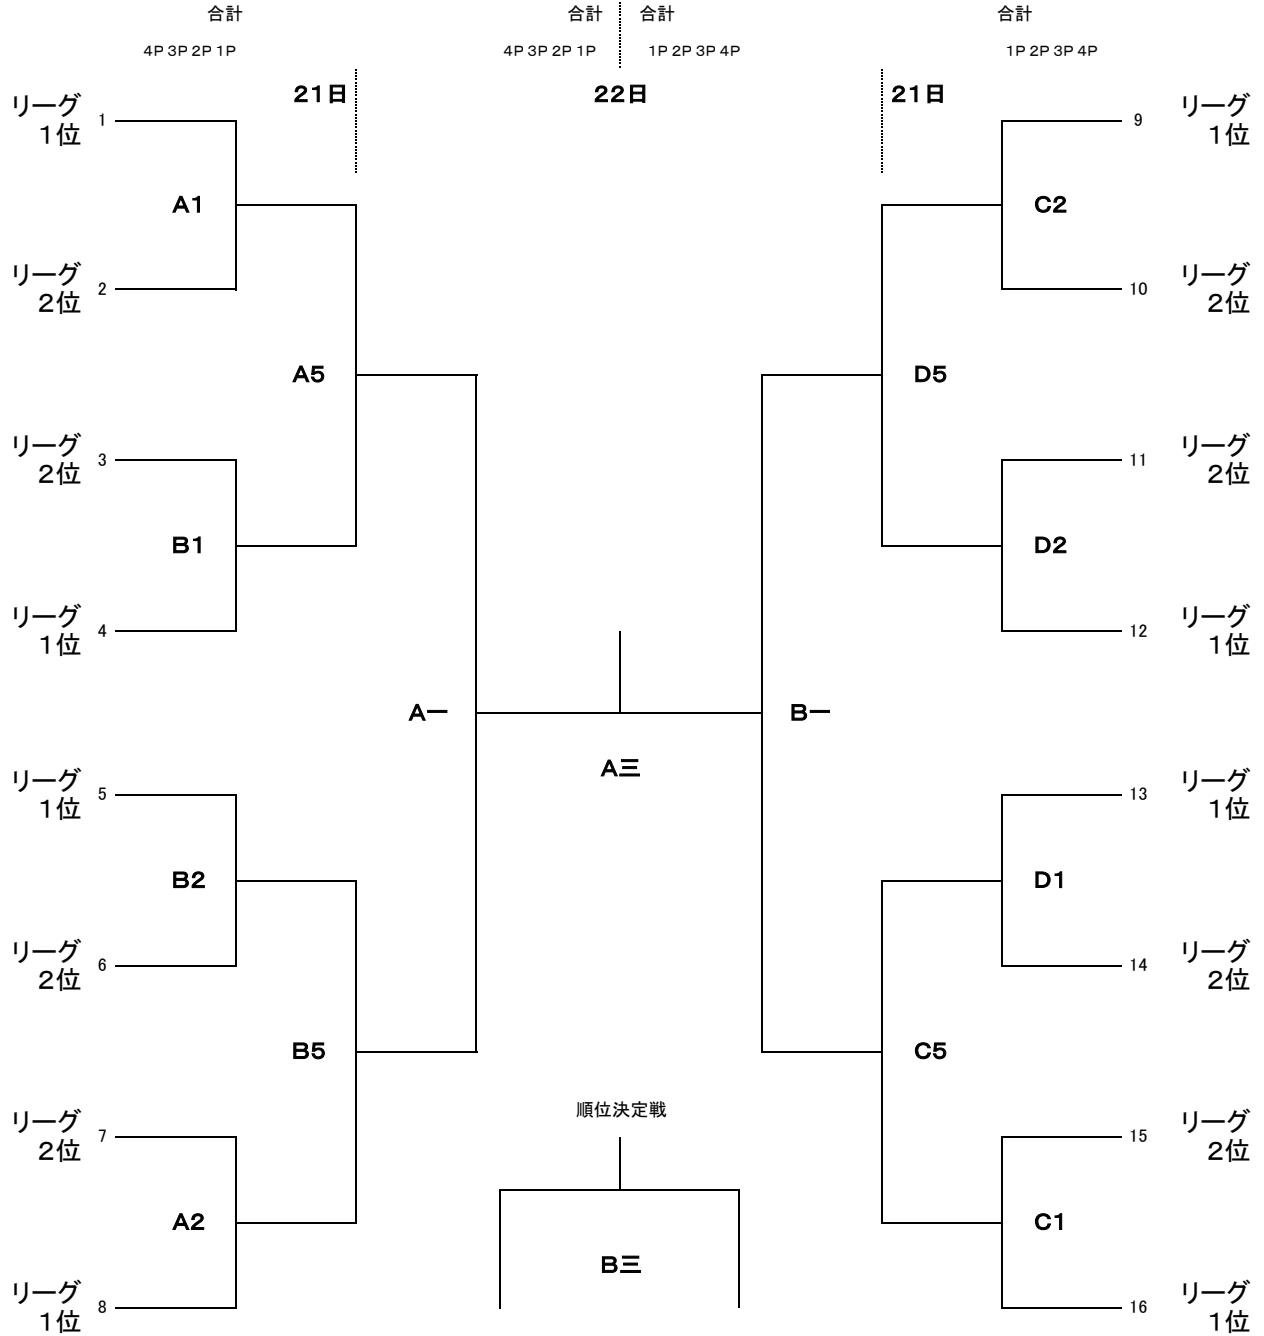 合計 合計 合計 合計
4P 3P 2P 1P 4P 3P 2P 1P 1P 2P 3P 4P 1P 2P 3P 4P
21日 22日 21日
リーグ 1 9 リーグ
1位 1位
A1 C2
リーグ 2 10 リーグ
2位 2位
A5 D5
リーグ 3 11 リーグ
2位 2位
B1 D2
リーグ 4 12 リーグ
1位 1位
A一 B一
A三
リーグ 5 13 リーグ
1位 1位
B2 D1
リーグ 6 14 リーグ
2位 2位
B5 C5
順位決定戦
リーグ 7 15 リーグ
2位 2位
A2 C1
B三
リーグ 8 16 リーグ
1位 1位